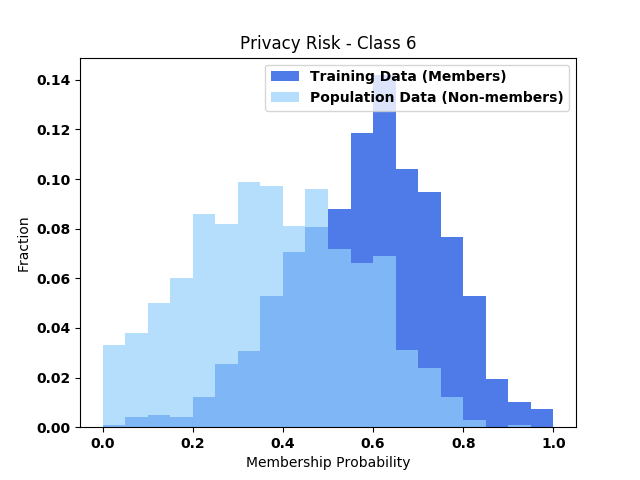 Privacy Risk - Class 6
Training Data (Members)
Population Data (Non-members)
0.14
0.12
0.10
0.08
0.06
0.04
0.02
0.00
Fraction
0.0 0.2 0.4 0.6 0.8 1.0
Membership Probability